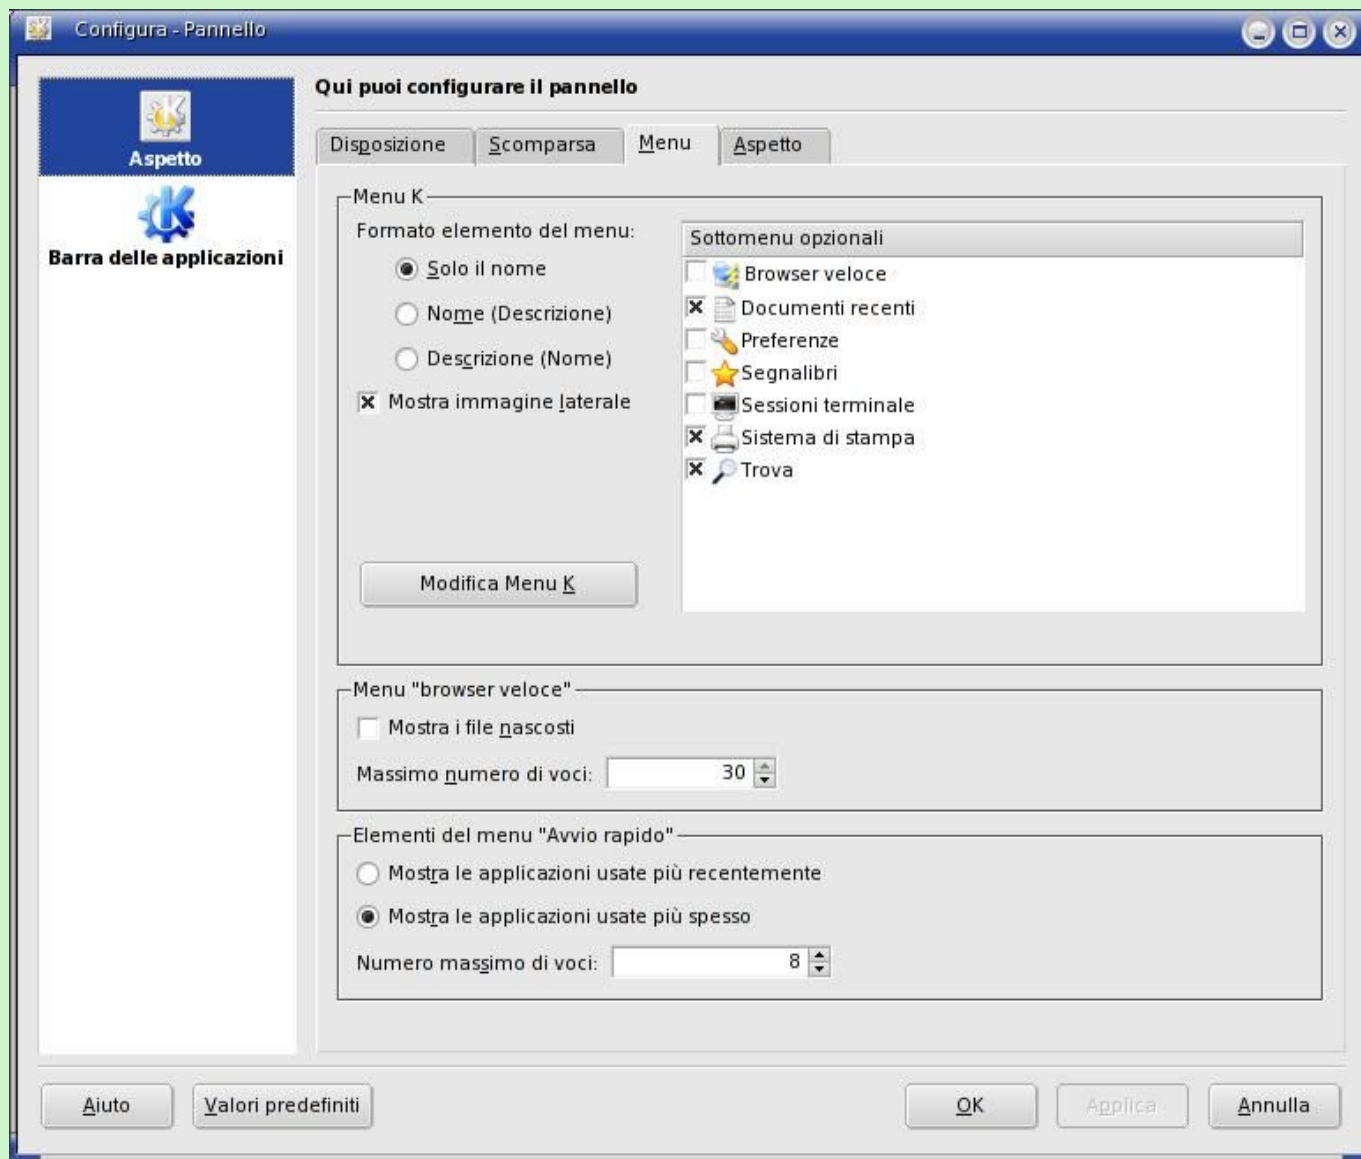 Configura - Pannello
Aspetto
Barra delle applicazioni
Qui puoi configurare il pannello
Disposizione
Scomparsa
Menu
Aspetto
Menu K
Formato elemento del menu:
Solo il nome
Nome (Descrizione)
Descrizione (Nome)
Mostra immagine laterale
Modifica Menu K
Sottomenu opzionali
Browser veloce
Documenti recenti
Preferenze
Segnalibri
Sessioni terminale
Sistema di stampa
Trova
Menu "browser veloce"
Mostra i file nascosti
Massimo numero di voci: 30
Elementi del menu "Avvio rapido"
Mostra le applicazioni usate più recentemente
Mostra le applicazioni usate più spesso
Numero massimo di voci: 8
Aiuto
Valori predefiniti
OK
Applica
Annulla